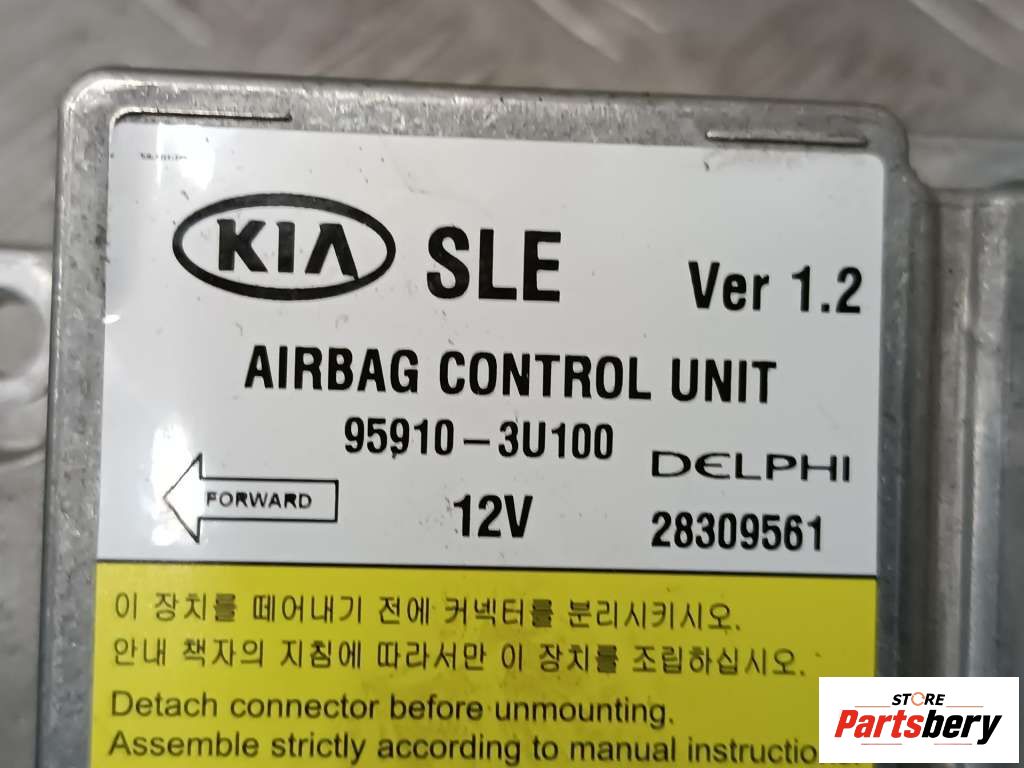 KIA SLE Ver 1.2
AIRBAG CONTROL UNIT
95910-3U100
DELPHI
FORWARD
12V 28309561
이 장치를 떼어내기 전에 커넥터를 분리시키시오.
안내 책자의 지침에 따라서만 이 장치를 조립하십시오.
Detach connector before unmounting.
Assemble strictly according to manual instruction
STORE
Partsbery